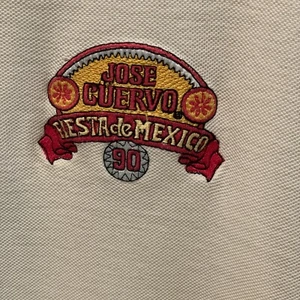 JOSE
CUERVO
FIESTA de MEXICO
90